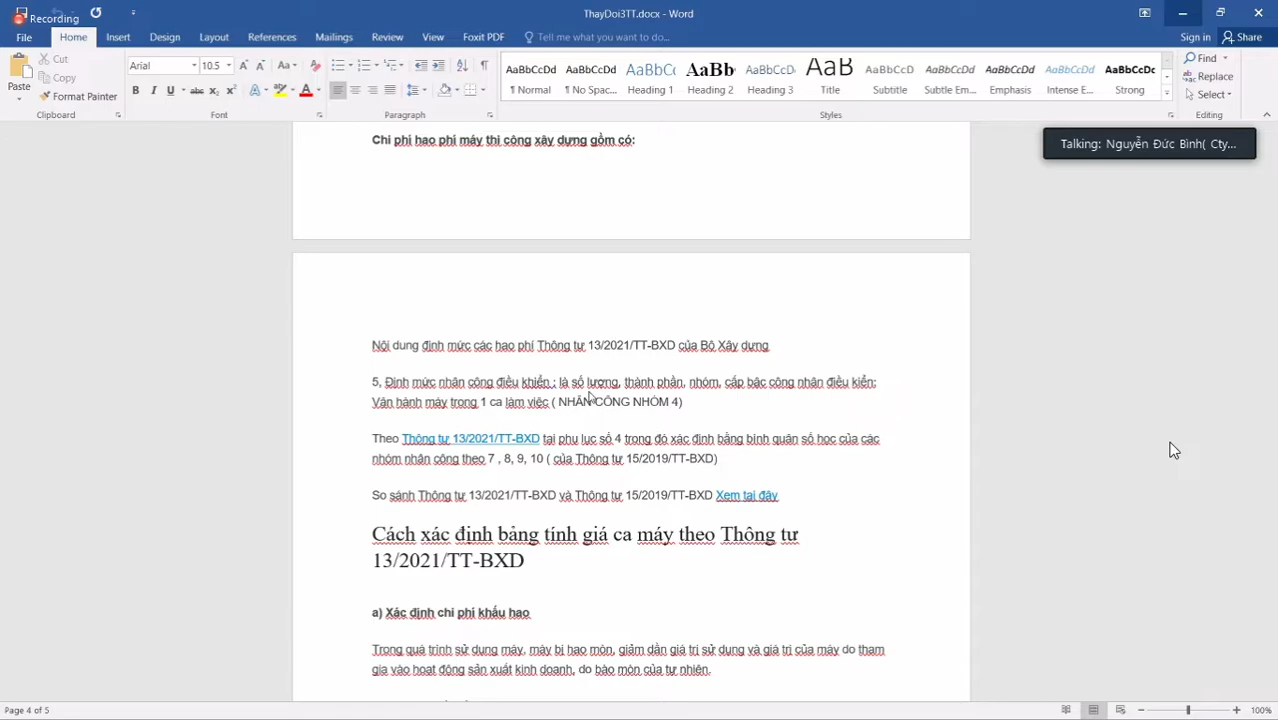 Recording
ThayDoi3TT.docx - Word
File Home Insert Design Layout References Mailings Review View Foxit PDF Tell me what you want to do...
Sign in Share
Cut
Copy
Format Painter
Paste
Arial 10.5
AaBbCcDd AaBbCcDd AaBbCc AaBb AaBbCcDd AaB AaBbCcD AaBbCcDd AaBbCcDd AaBbCcDd AaBbCcDc
¶ Normal ¶ No Spac... Heading 1 Heading 2 Heading 3 Title Subtitle Subtle Em... Emphasis Intense E... Strong
Find
Replace
Select
Clipboard Font Paragraph Styles Editing
Talking: Nguyễn Đức Bình( Cty...
Chi phí hao phí máy thi công xây dựng gồm có:
Nội dung định mức các hao phí Thông tư 13/2021/TT-BXD của Bộ Xây dựng
5, Định mức nhân công điều khiển : là số lượng, thành phần, nhóm, cấp bậc công nhân điều kiển;
Vận hành máy trong 1 ca làm việc ( NHÂN CÔNG NHÓM 4)
Theo Thông tư 13/2021/TT-BXD tại phụ lục số 4 trong đó xác định bằng bình quân số học của các
nhóm nhân công theo 7 , 8, 9, 10 ( của Thông tư 15/2019/TT-BXD)
So sánh Thông tư 13/2021/TT-BXD và Thông tư 15/2019/TT-BXD Xem tại đây
Cách xác định bảng tính giá ca máy theo Thông tư
13/2021/TT-BXD
a) Xác định chi phí khấu hao
Trong quá trình sử dụng máy, máy bị hao mòn, giảm dần giá trị sử dụng và giá trị của máy do tham
gia vào hoạt động sản xuất kinh doanh, do bào mòn của tự nhiên.
Page 4 of 5
100%